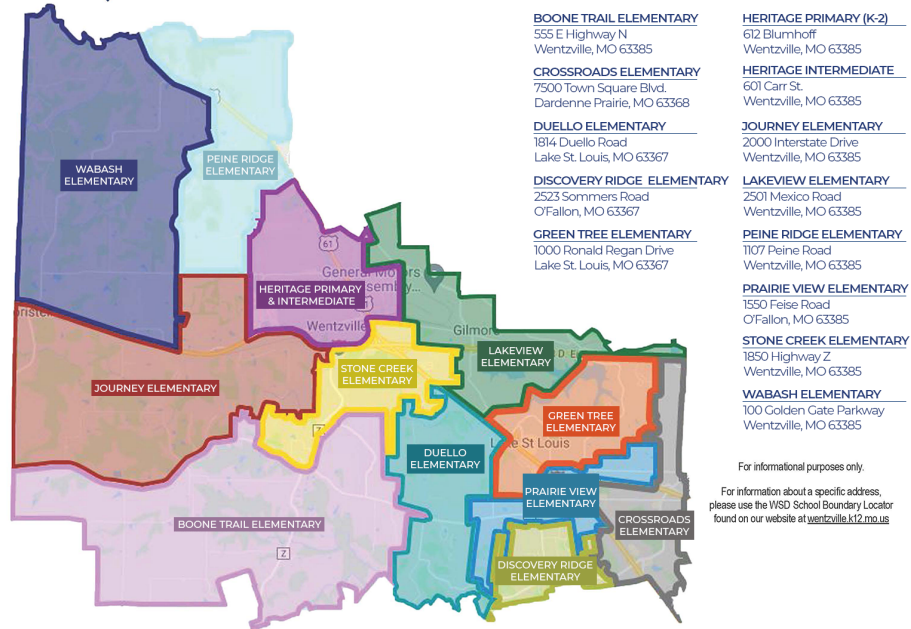 BOONE TRAIL ELEMENTARY
555 E Highway N
Wentzville, MO 63385
CROSSROADS ELEMENTARY
7500 Town Square Blvd.
Dardenne Prairie, MO 63368
DUELLO ELEMENTARY
1814 Duello Road
Lake St. Louis, MO 63367
DISCOVERY RIDGE ELEMENTARY
2523 Sommers Road
O'Fallon, MO 63367
GREEN TREE ELEMENTARY
1000 Ronald Regan Drive
Lake St. Louis, MO 63367
HERITAGE PRIMARY (K-2)
612 Blumhoff
Wentzville, MO 63385
HERITAGE INTERMEDIATE
601 Carr St.
Wentzville, MO 63385
JOURNEY ELEMENTARY
2000 Interstate Drive
Wentzville, MO 63385
LAKEVIEW ELEMENTARY
2501 Mexico Road
Wentzville, MO 63385
PEINE RIDGE ELEMENTARY
1107 Peine Road
Wentzville, MO 63385
PRAIRIE VIEW ELEMENTARY
1550 Feise Road
O'Fallon, MO 63385
STONE CREEK ELEMENTARY
1850 Highway Z
Wentzville, MO 63385
WABASH ELEMENTARY
100 Golden Gate Parkway
Wentzville, MO 63385
For informational purposes only.
For information about a specific address,
please use the WSD School Boundary Locator
found on our website at wentzville.k12.mo.us
WABASH
ELEMENTARY
PEINE RIDGE
ELEMENTARY
61
General Motors
HERITAGE PRIMARY
& INTERMEDIATE
Wentzville
LAKEVIEW
ELEMENTARY
STONE CREEK
ELEMENTARY
JOURNEY ELEMENTARY
GREEN TREE
ELEMENTARY
Z
St Louis
DUELLO
ELEMENTARY
PRAIRIE VIEW
ELEMENTARY
BOONE TRAIL ELEMENTARY
CROSSROADS
ELEMENTARY
Z
DISCOVERY RIDGE
ELEMENTARY